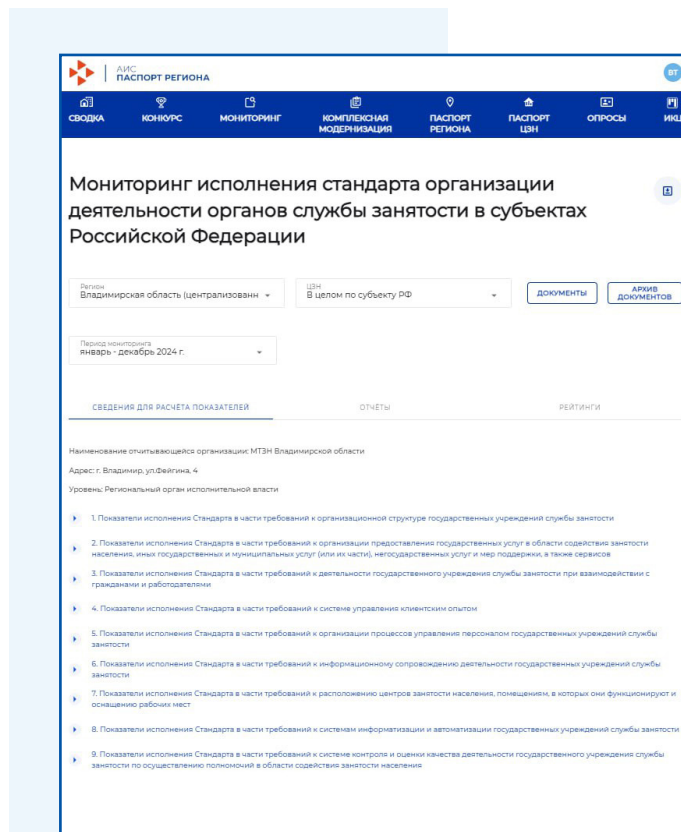 АИС
ПАСПОРТ РЕГИОНА
ВТ
СВОДКА
КОНКУРС
МОНИТОРИНГ
КОМПЛЕКСНАЯ
МОДЕРНИЗАЦИЯ
ПАСПОРТ
РЕГИОНА
ПАСПОРТ
ЦЗН
ОПРОСЫ
ИКЦ
Мониторинг исполнения стандарта организации
деятельности органов службы занятости в субъектах
Российской Федерации
Регион
Владимирская область (централизованн
ЦЗН
В целом по субъекту РФ
ДОКУМЕНТЫ
АРХИВ
ДОКУМЕНТОВ
Период мониторинга
январь - декабрь 2024 г.
СВЕДЕНИЯ ДЛЯ РАСЧЁТА ПОКАЗАТЕЛЕЙ
ОТЧЁТЫ
РЕЙТИНГИ
Наименование отчитывающейся организации: МТЗН Владимирской области
Адрес: г. Владимир, ул.Фейгина, 4
Уровень: Региональный орган исполнительной власти
1. Показатели исполнения Стандарта в части требований к организационной структуре государственных учреждений службы занятости
2. Показатели исполнения Стандарта в части требований к организации предоставления государственных услуг в области содействия занятости
населения, иных государственных и муниципальных услуг (или их части), негосударственных услуг и мер поддержки, а также сервисов
3. Показатели исполнения Стандарта в части требований к деятельности государственного учреждения службы занятости при взаимодействии с
гражданами и работодателями
4. Показатели исполнения Стандарта в части требований к системе управления клиентским опытом
5. Показатели исполнения Стандарта в части требований к организации процессов управления персоналом государственных учреждений службы
занятости
6. Показатели исполнения Стандарта в части требований к информационному сопровождению деятельности государственных учреждений службы
занятости
7. Показатели исполнения Стандарта в части требований к расположению центров занятости населения, помещениям, в которых они функционируют и
оснащению рабочих мест
8. Показатели исполнения Стандарта в части требований к системам информатизации и автоматизации государственных учреждений службы занятости
9. Показатели исполнения Стандарта в части требований к системе контроля и оценки качества деятельности государственного учреждения службы
занятости по осуществлению полномочий в области содействия занятости населения